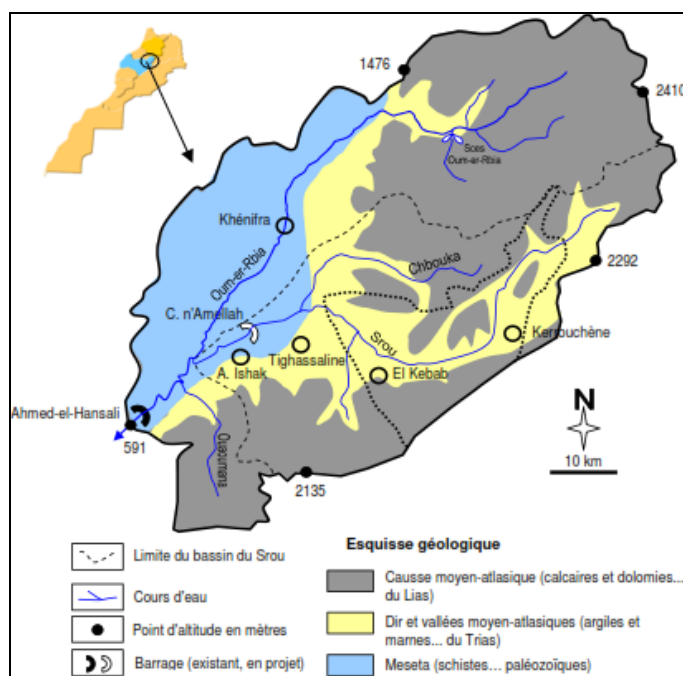 1476
2410
Sces
Oum-er-Rbia
Khénifra
Oum-er-Rbia
Chbouka
2292
C. n'Amellah
Srou
Kerrouchène
A. Ishak
Tighassaline
El Kebab
Ahmed-el-Hansali
591
Ouaoumana
2135
N
10 km
Limite du bassin du Srou
Cours d'eau
Point d'altitude en mètres
Barrage (existant, en projet)
Esquisse géologique
Causse moyen-atlasique (calcaires et dolomies...
du Lias)
Dir et vallées moyen-atlasiques (argiles et
marnes... du Trias)
Meseta (schistes... paléozoïques)